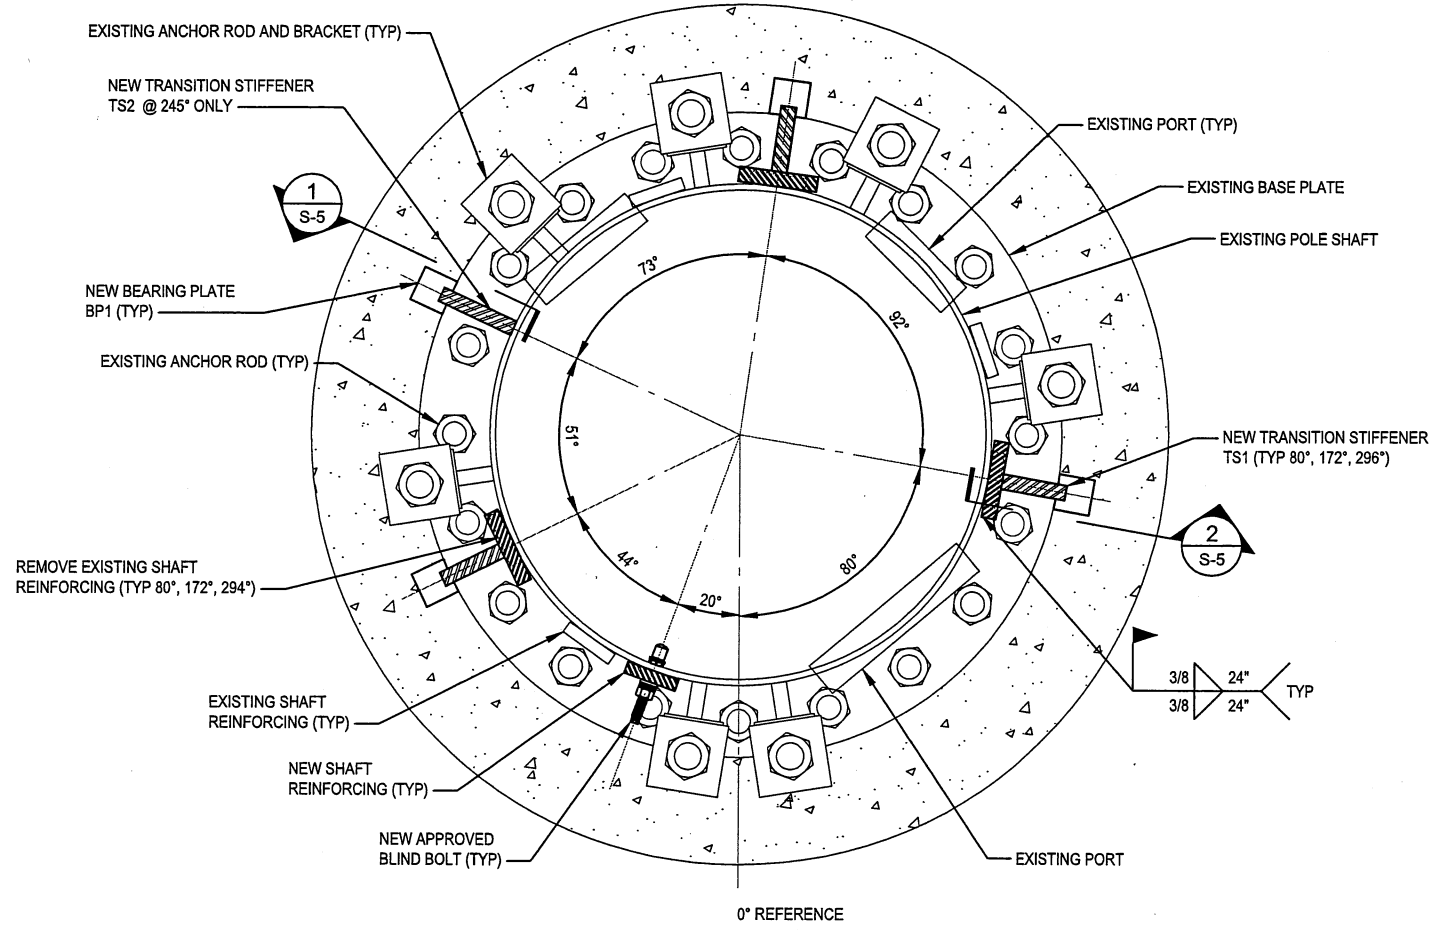 EXISTING ANCHOR ROD AND BRACKET (TYP)
NEW TRANSITION STIFFENER
TS2 @ 245° ONLY
EXISTING PORT (TYP)
EXISTING BASE PLATE
1
S-5
EXISTING POLE SHAFT
NEW BEARING PLATE
BP1 (TYP)
73°
92°
EXISTING ANCHOR ROD (TYP)
51°
NEW TRANSITION STIFFENER
TS1 (TYP 80°, 172°, 296°)
2
S-5
REMOVE EXISTING SHAFT
REINFORCING (TYP 80°, 172°, 294°)
44°
20°
80°
3/8
24"
3/8
24"
TYP
EXISTING SHAFT
REINFORCING (TYP)
NEW SHAFT
REINFORCING (TYP)
NEW APPROVED
BLIND BOLT (TYP)
EXISTING PORT
0° REFERENCE